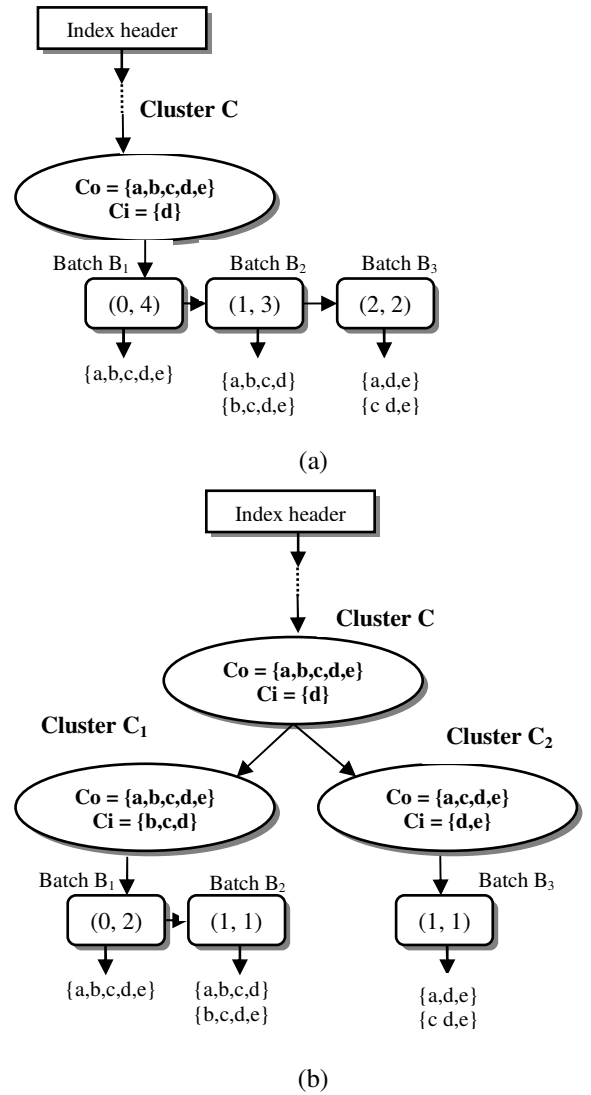 Index header
Cluster C
Co = {a,b,c,d,e}
Ci = {d}
Batch B₁ Batch B₂ Batch B₃
(0, 4) (1, 3) (2, 2)
{a,b,c,d,e} {a,b,c,d} {a,d,e}
{b,c,d,e} {c d,e}
(a)
Index header
Cluster C
Co = {a,b,c,d,e}
Ci = {d}
Cluster C₁ Cluster C₂
Co = {a,b,c,d,e} Co = {a,c,d,e}
Ci = {b,c,d} Ci = {d,e}
Batch B₁ Batch B₂ Batch B₃
(0, 2) (1, 1) (1, 1)
{a,b,c,d,e} {a,b,c,d} {a,d,e}
{b,c,d,e} {c d,e}
(b)